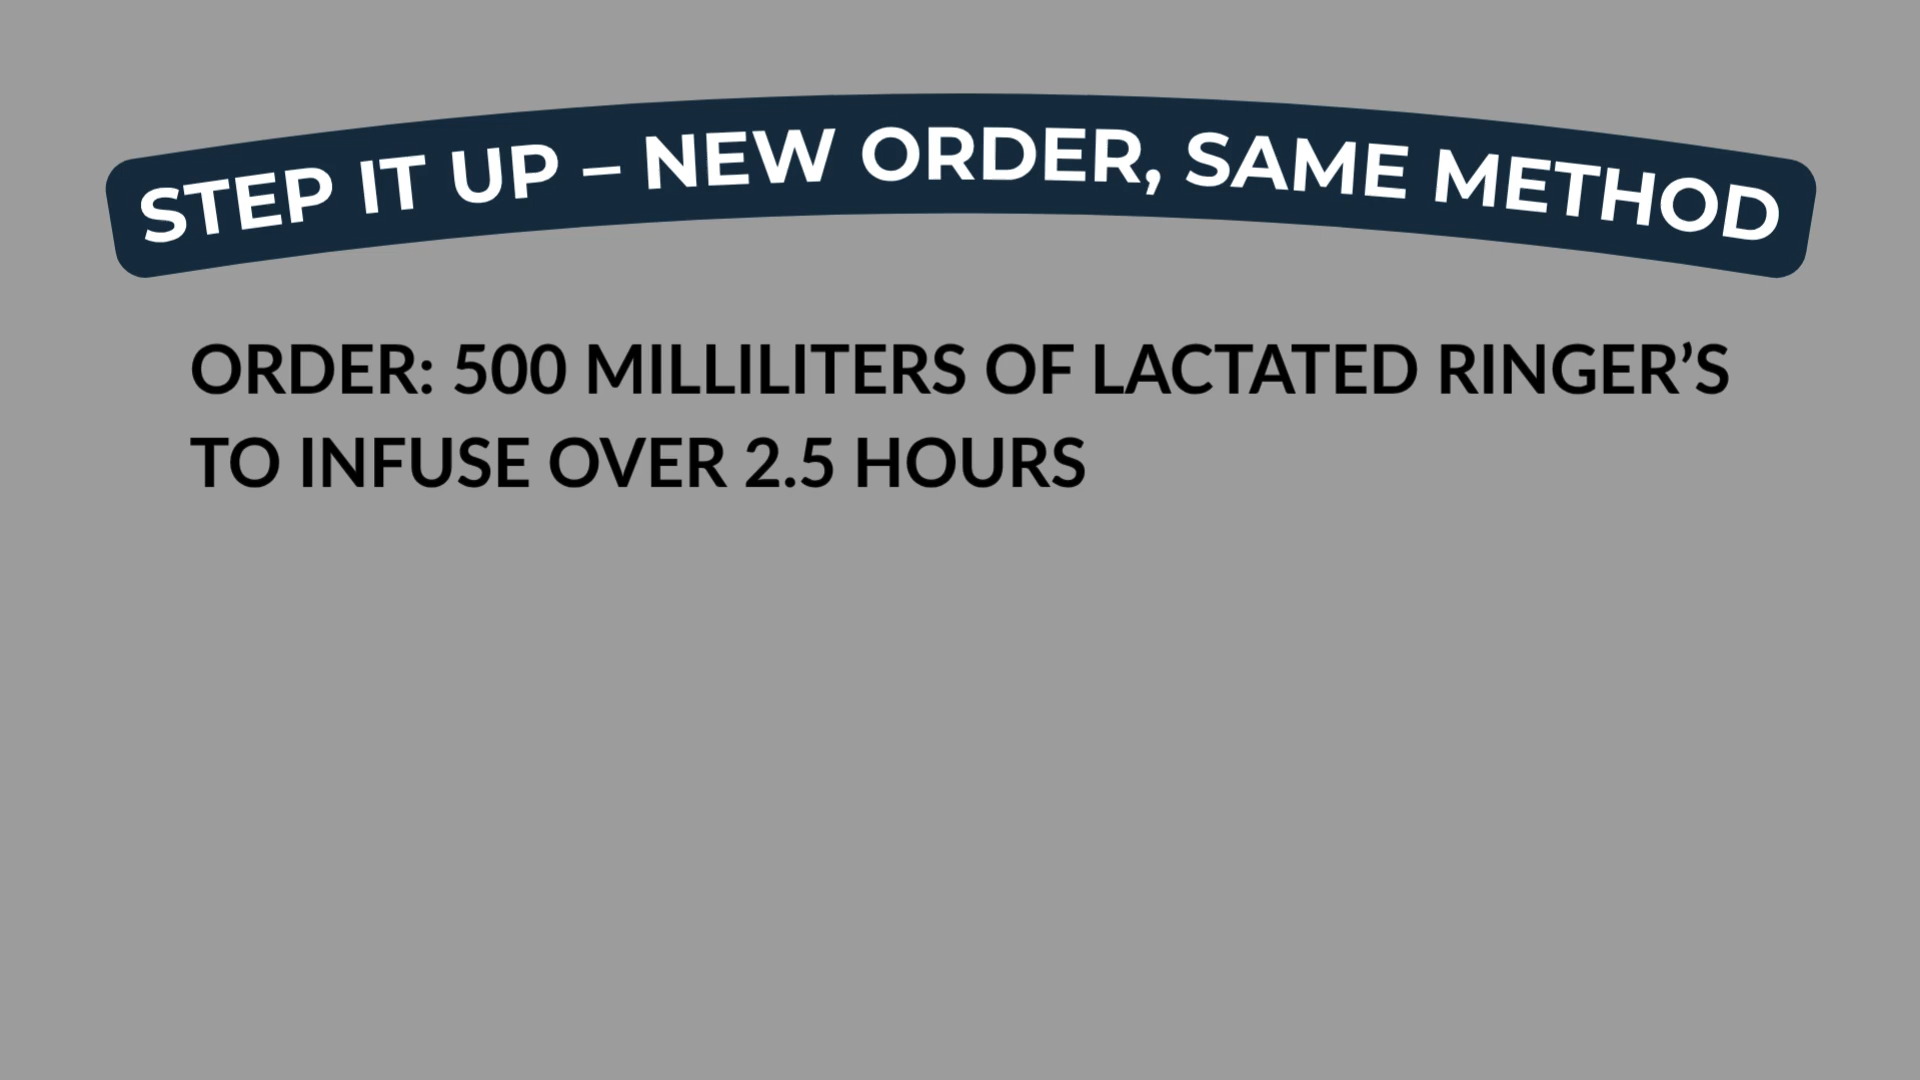 STEP IT UP – NEW ORDER, SAME METHOD
ORDER: 500 MILLILITERS OF LACTATED RINGER’S
TO INFUSE OVER 2.5 HOURS